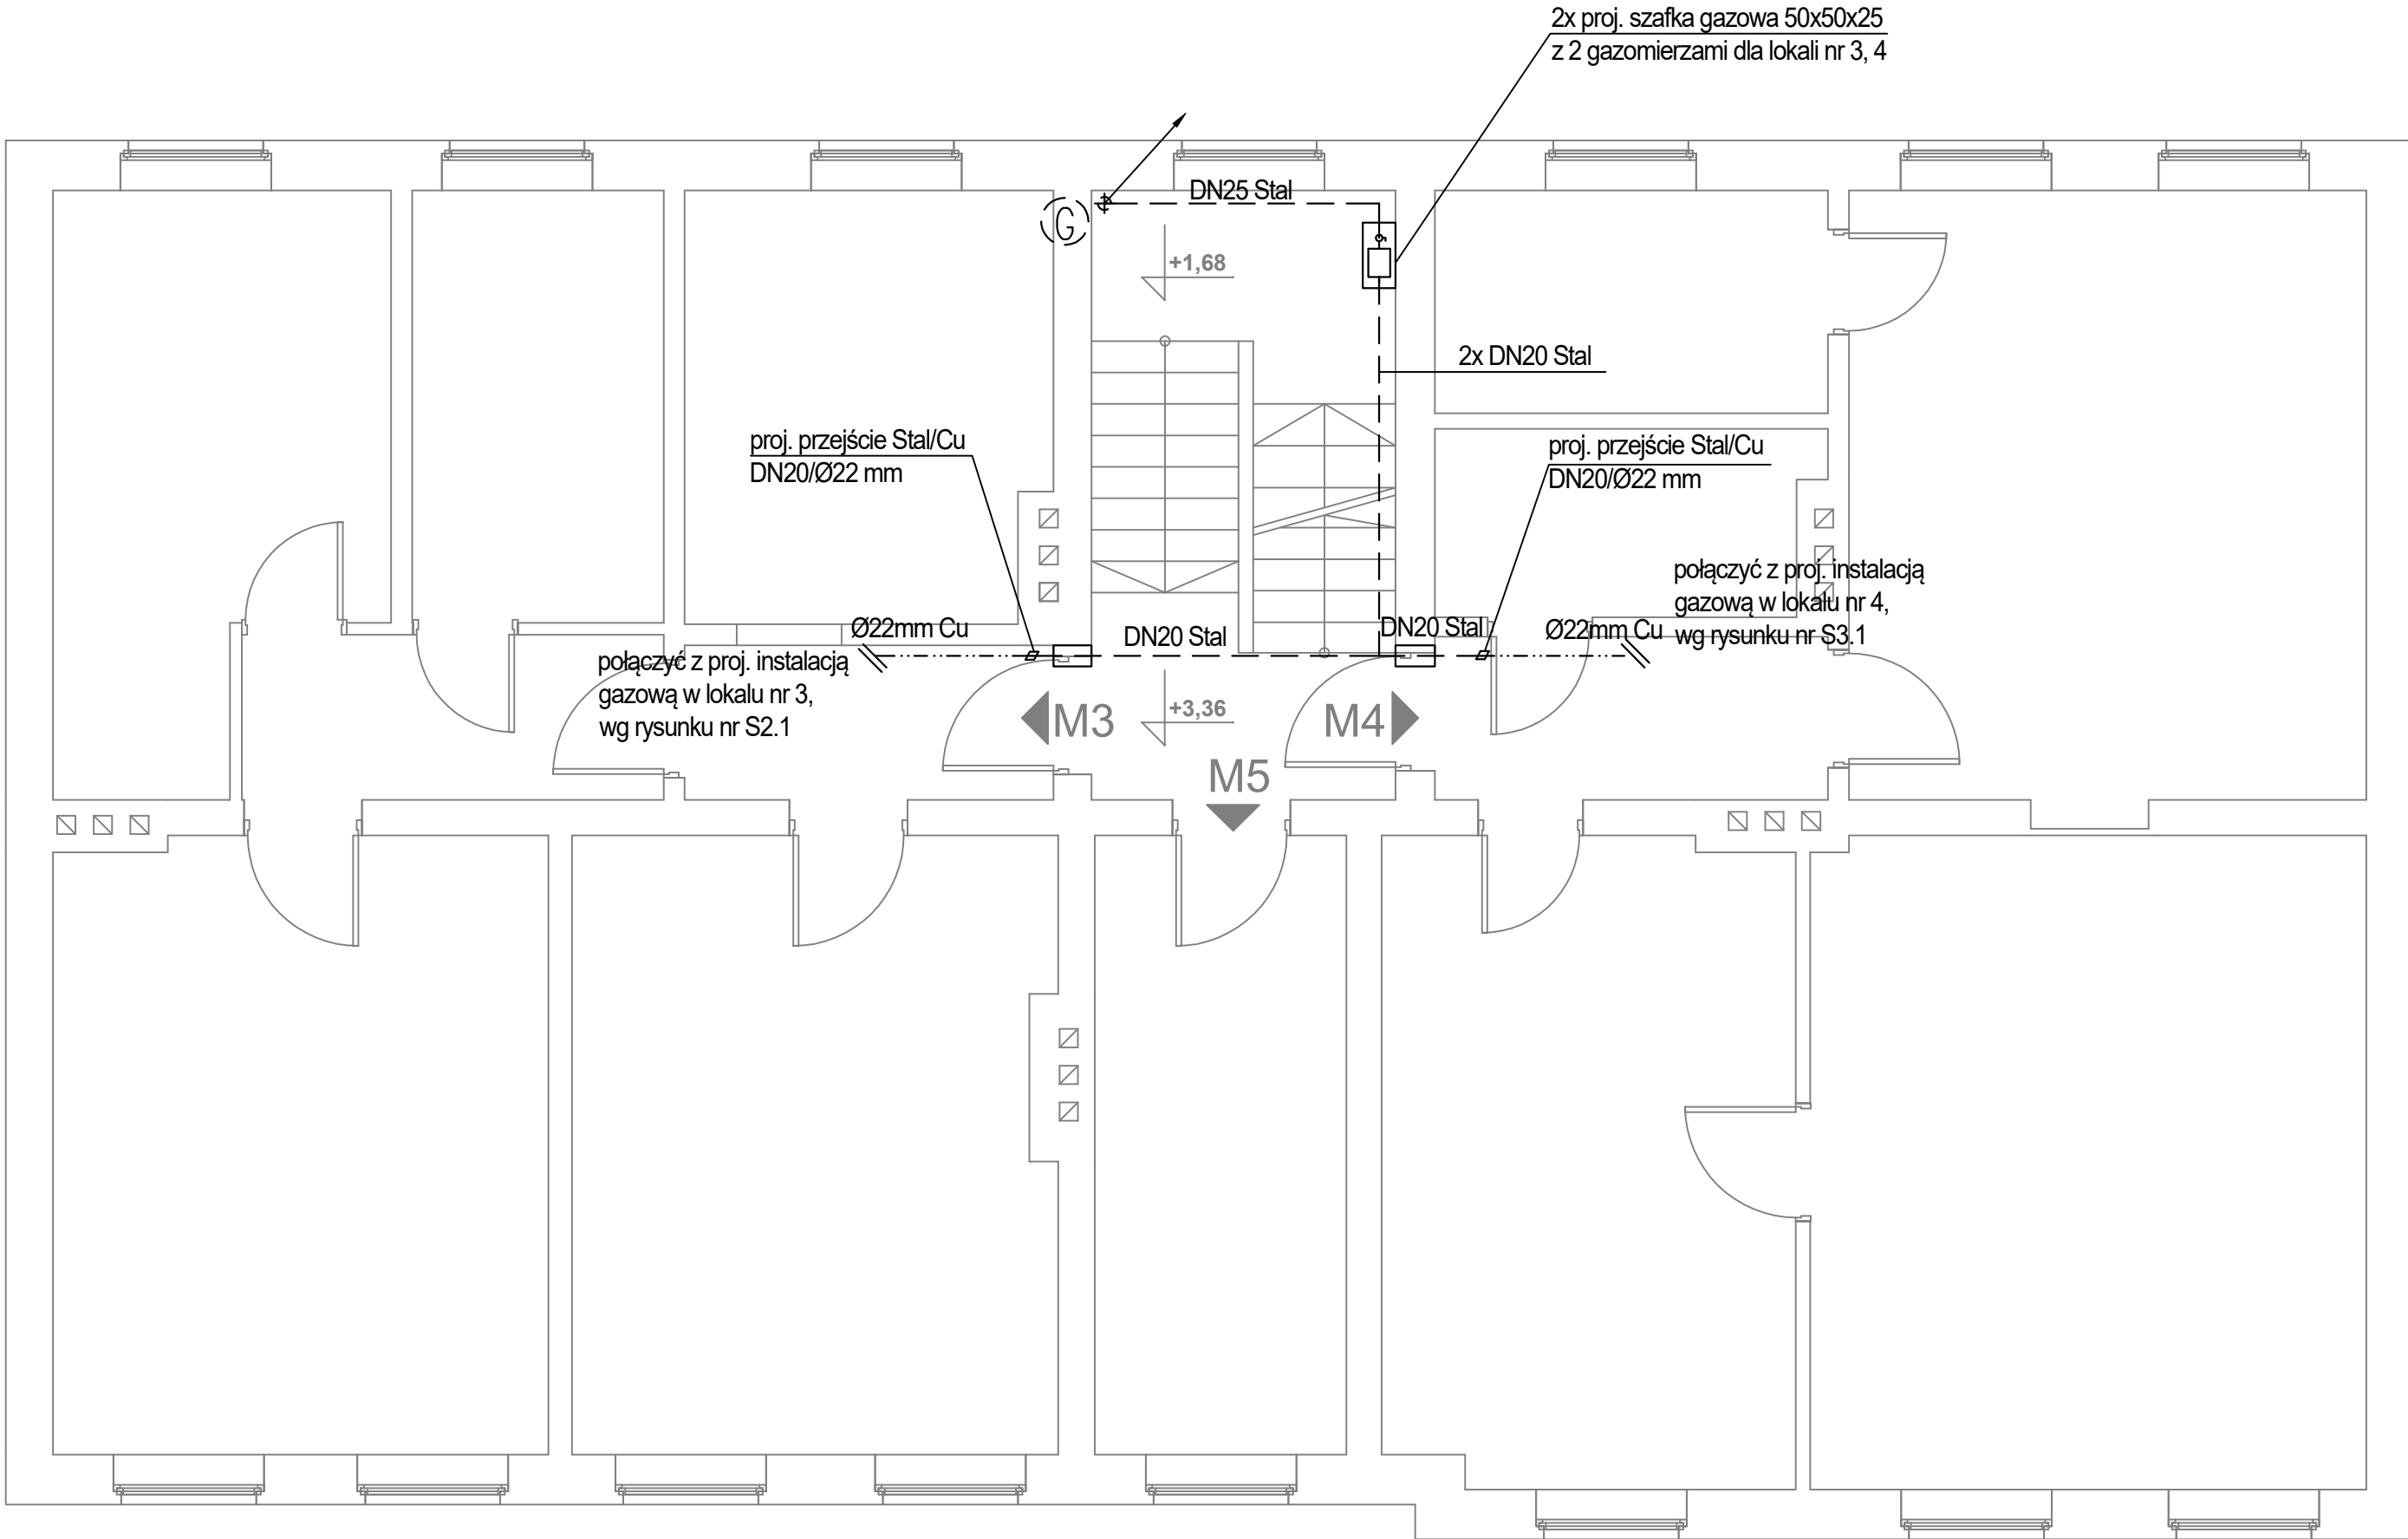 2x proj. szafka gazowa 50x50x25
z 2 gazomierzami dla lokali nr 3, 4
DN25 Stal
G
+1,68
2x DN20 Stal
proj. przejście Stal/Cu
DN20/Ø22 mm
proj. przejście Stal/Cu
DN20/Ø22 mm
połączyć z proj. instalacją
gazową w lokalu nr 4,
wg rysunku nr S3.1
Ø22mm Cu
DN20 Stal
DN20 Stal
Ø22mm Cu
połączyć z proj. instalacją
gazową w lokalu nr 3,
wg rysunku nr S2.1
M3
+3,36
M4
M5